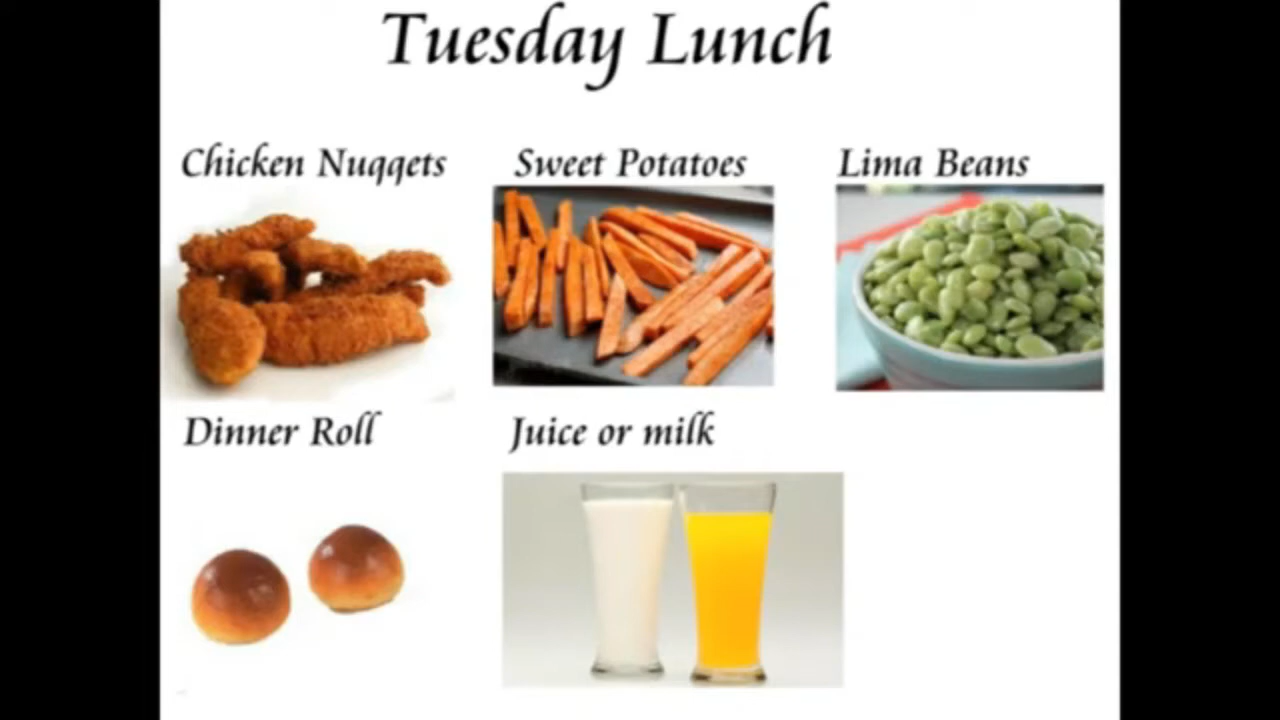 Tuesday Lunch
Chicken Nuggets
Sweet Potatoes
Lima Beans
Dinner Roll
Juice or milk